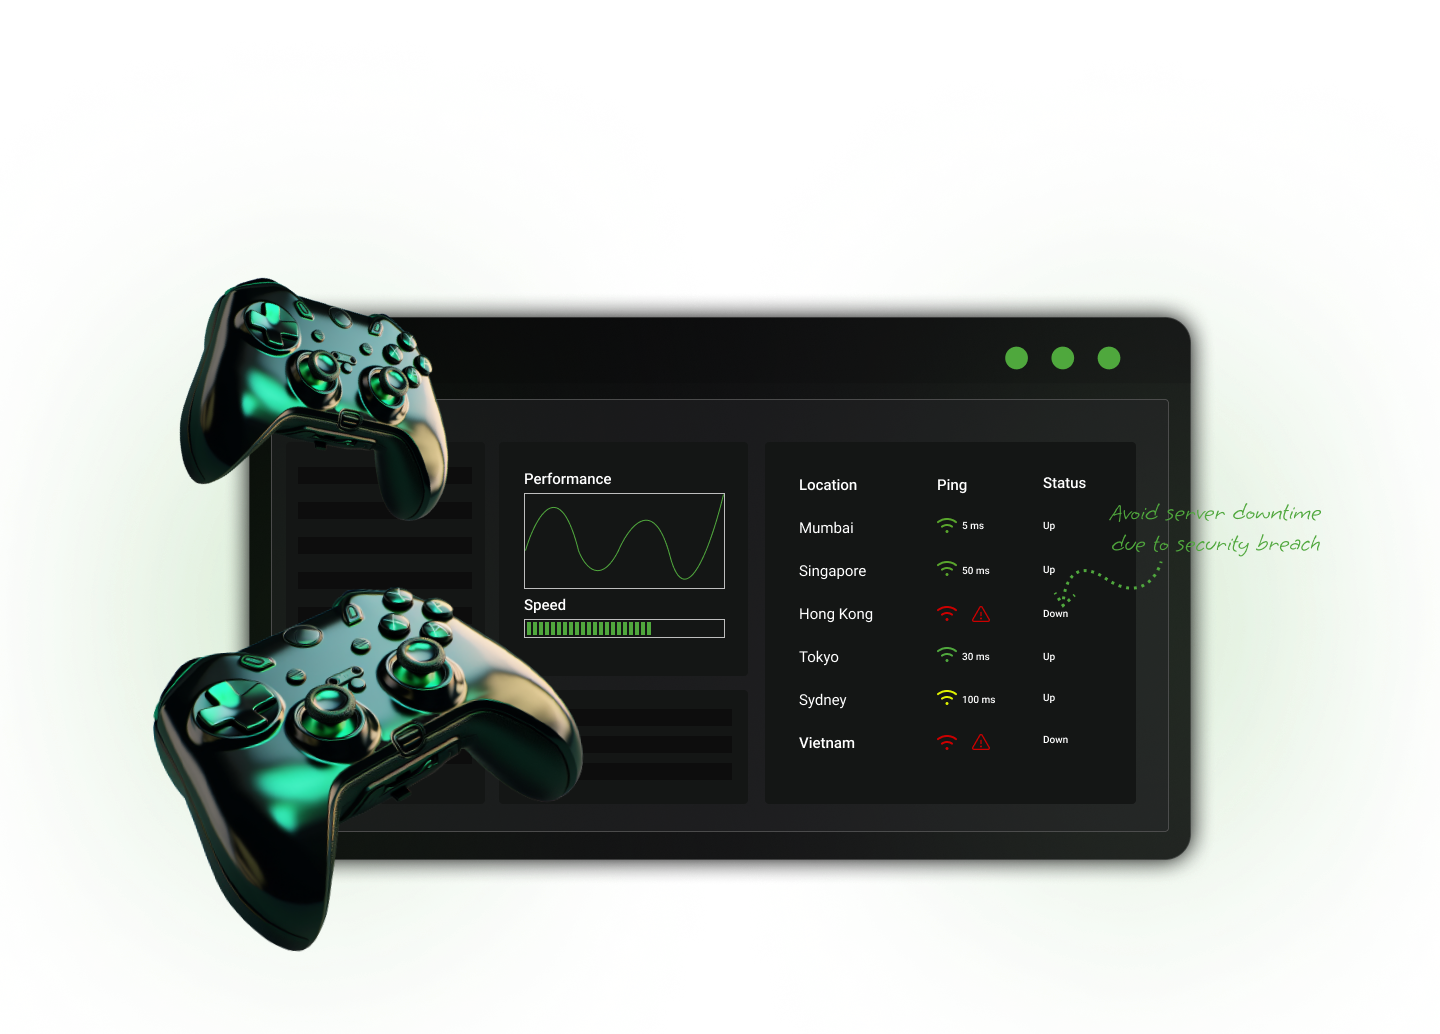 Performance
Speed
Location Ping Status
Mumbai 5 ms Up
Singapore 50 ms Up
Hong Kong Down
Tokyo 30 ms Up
Sydney 100 ms Up
Vietnam Down
Avoid server downtime
due to security breach